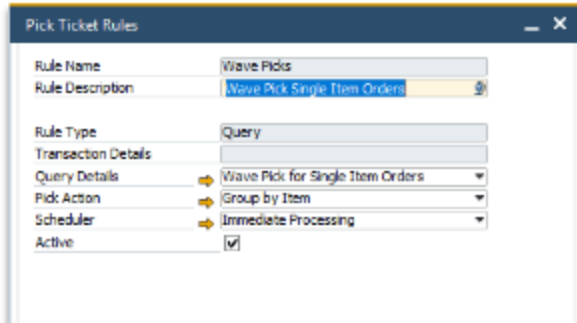 Pick Ticket Rules
Rule Name Wave Picks
Rule Description Wave Pick Single Item Orders
Rule Type Query
Transaction Details
Query Details Wave Pick for Single Item Orders
Pick Action Group by Item
Scheduler Immediate Processing
Active